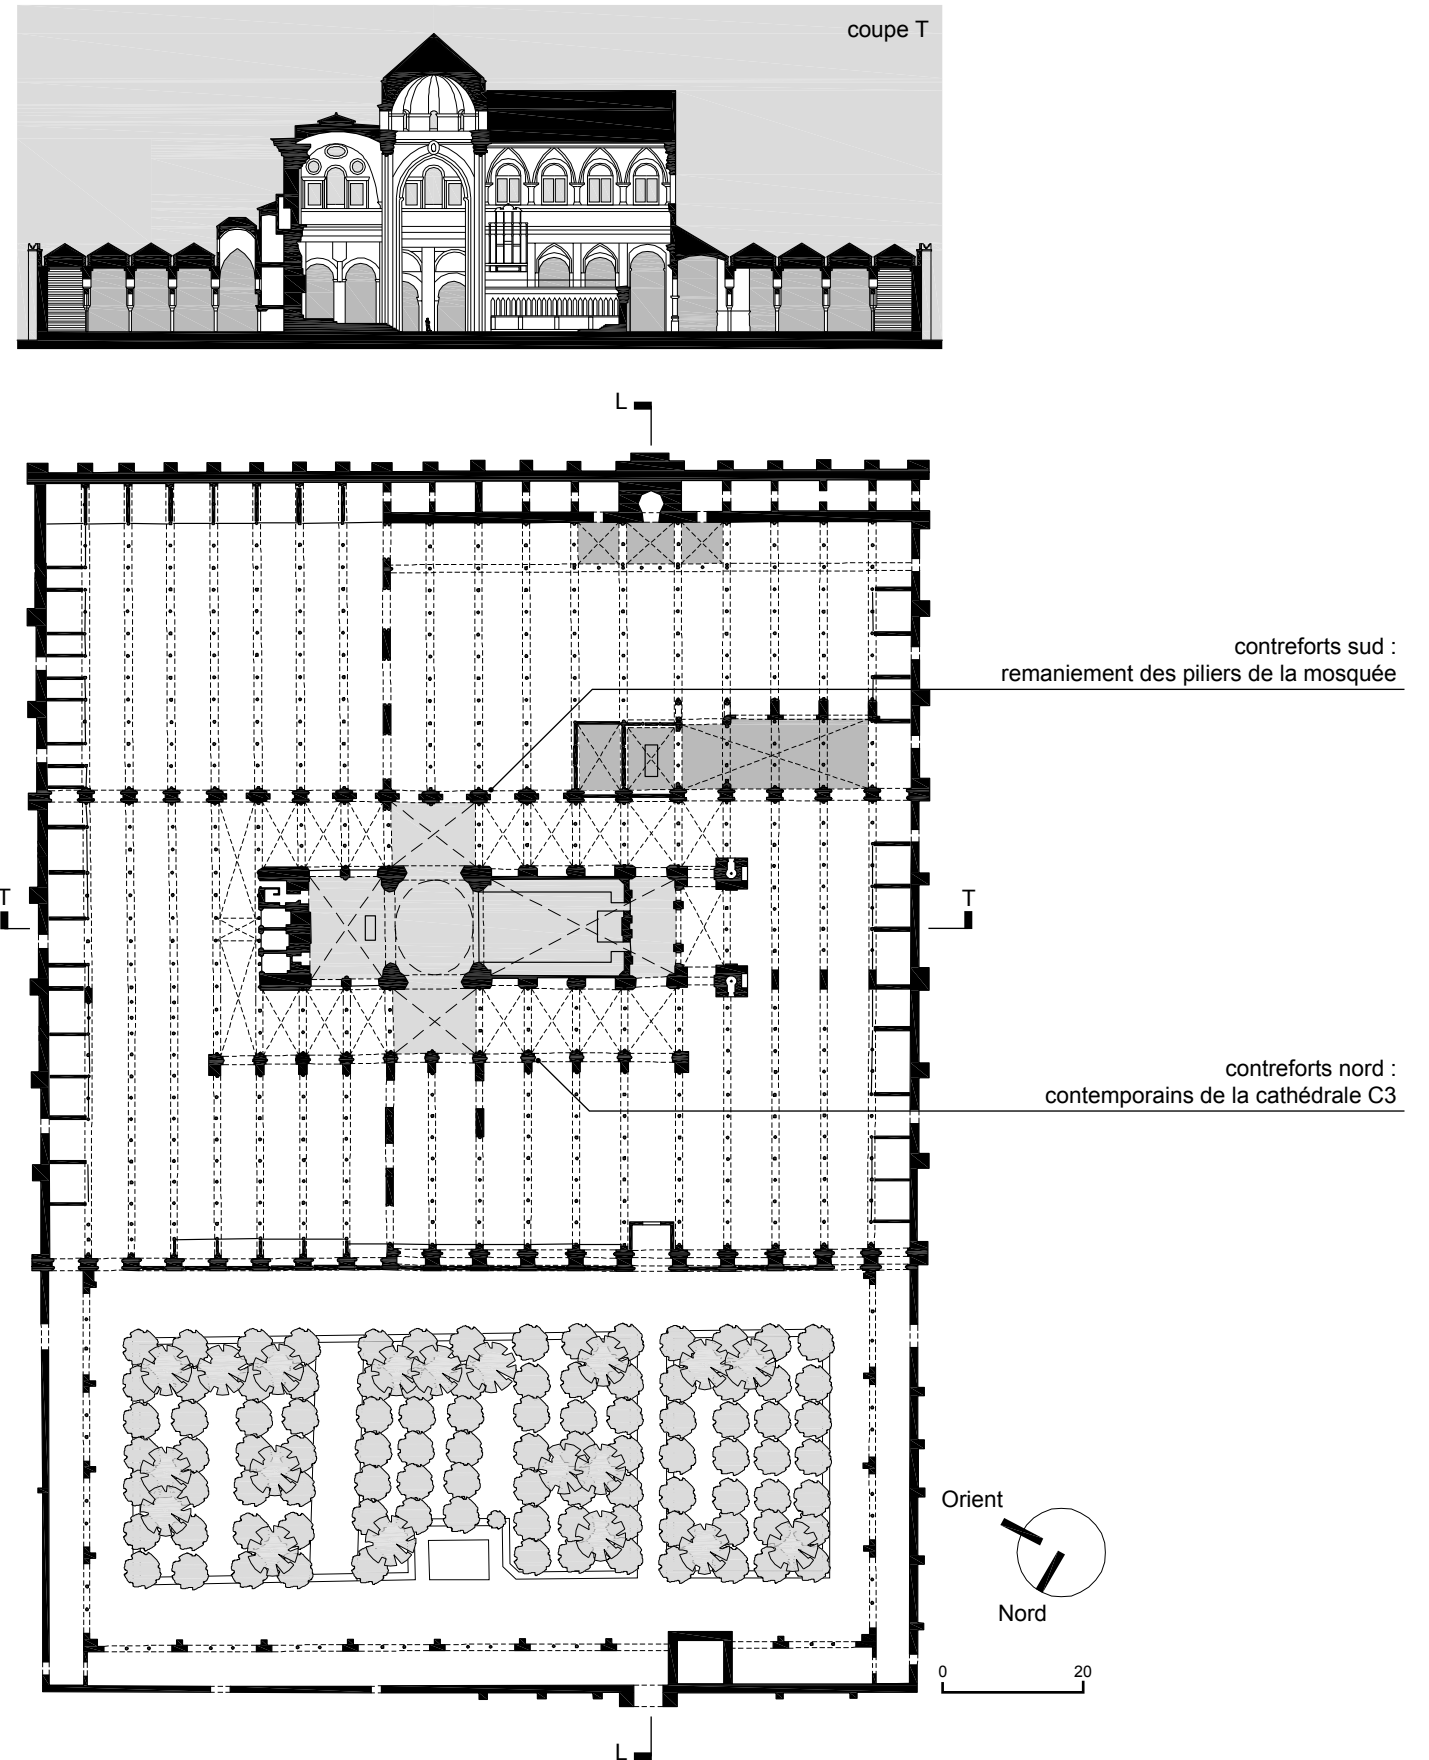 coupe T
L
contreforts sud :
remaniement des piliers de la mosquée
T
T
contreforts nord :
contemporains de la cathédrale C3
Orient
Nord
0 20
L